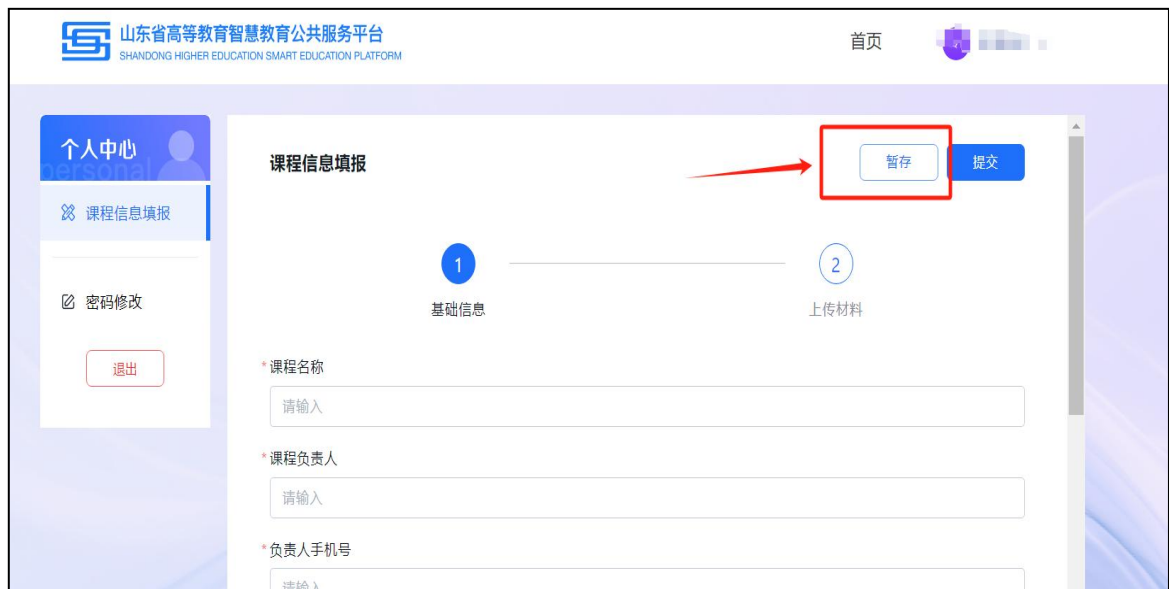 山东省高等教育智慧教育公共服务平台
SHANDONG HIGHER EDUCATION SMART EDUCATION PLATFORM
首页
个人中心
personal
课程信息填报
密码修改
退出
课程信息填报
暂存
提交
1
2
基础信息
上传材料
*课程名称
请输入
*课程负责人
请输入
*负责人手机号
请输入